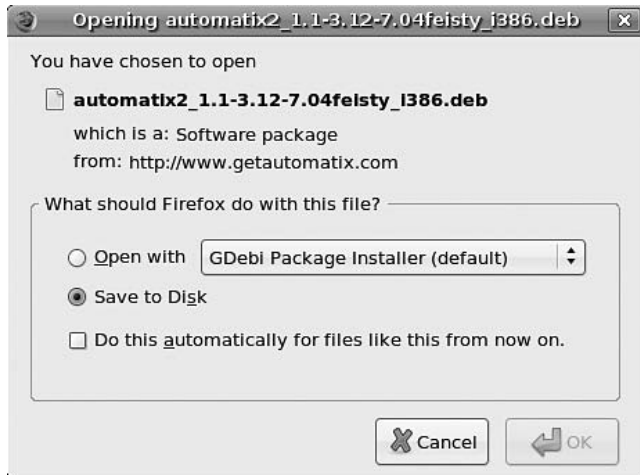 Opening automatix2_1.1-3.12-7.04feisty_i386.deb
You have chosen to open
automatix2_1.1-3.12-7.04feisty_i386.deb
which is a: Software package
from: http://www.getautomatix.com
What should Firefox do with this file?
Open with GDebi Package Installer (default)
Save to Disk
Do this automatically for files like this from now on.
Cancel OK